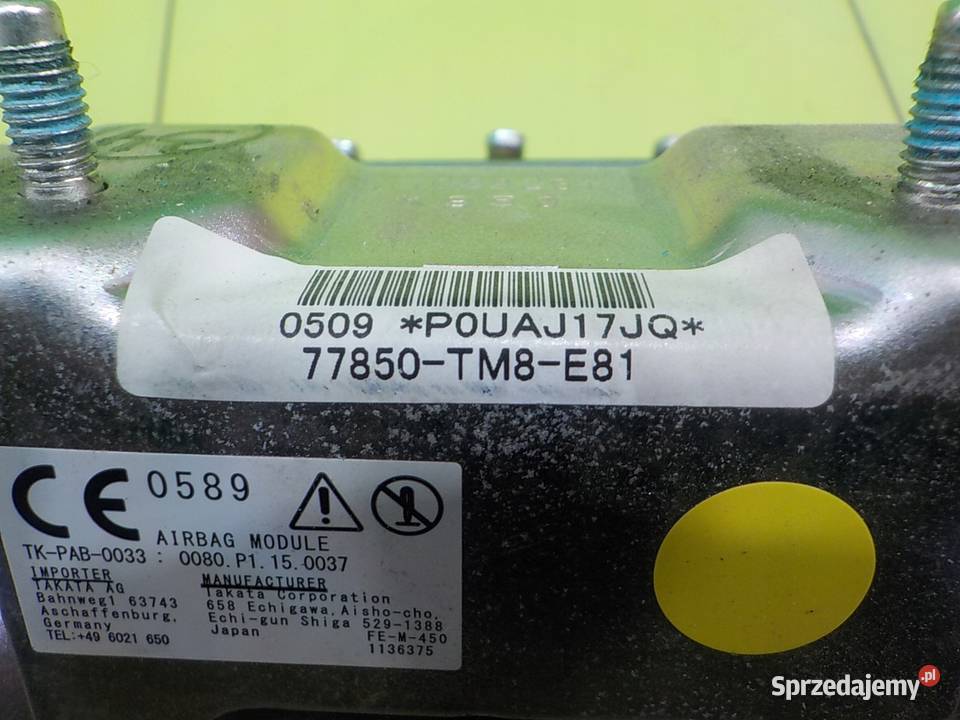 0509 *P0UAJ17JQ*
77850-TM8-E81
CE 0589
AIRBAG MODULE
TK-PAB-0033 : 0080.P1.15.0037
IMPORTER
TAKATA AG
Bahnweg1 63743
Aschaffenburg,
Germany
TEL:+49 6021 650
MANUFACTURER
Takata Corporation
658 Echigawa,Aisho-cho,
Echi-gun Shiga 529-1388
Japan
FE-M-450
1136375
Sprzedajemy.pl